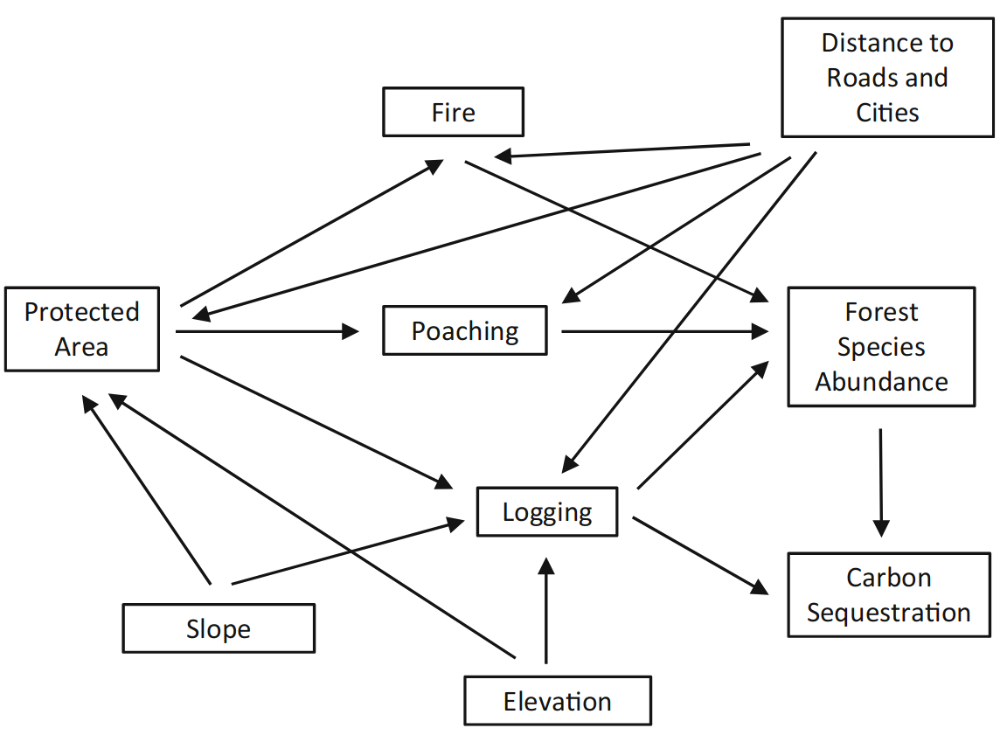 Distance to
Roads and
Cities
Fire
Protected
Area
Poaching
Forest
Species
Abundance
Logging
Carbon
Sequestration
Slope
Elevation